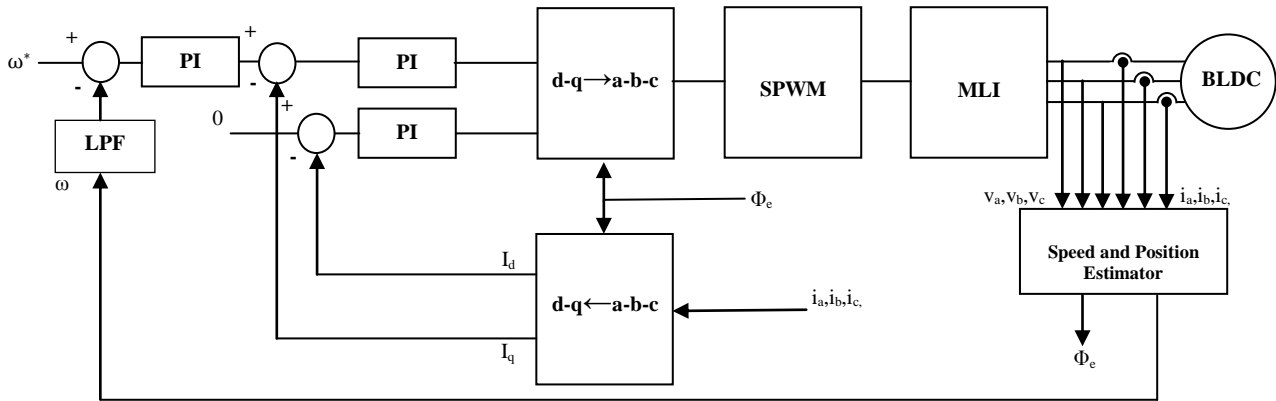 ω*
+
-
PI
+
-
PI
0
+
-
PI
LPF
ω
d-q→a-b-c
SPWM
MLI
BLDC
Φe
va,vb,vc
ia,ib,ic,
Speed and Position
Estimator
Φe
Id
Iq
d-q←a-b-c
ia,ib,ic,